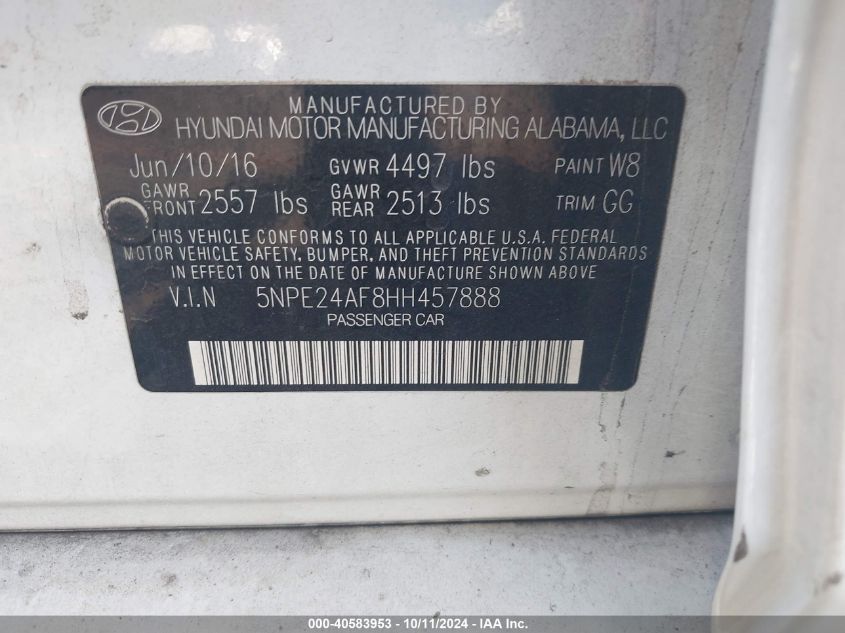 MANUFACTURED BY
HYUNDAI MOTOR MANUFACTURING ALABAMA, LLC
Jun/10/16 GVWR 4497 lbs PAINT W8
GAWR FRONT 2557 lbs GAWR REAR 2513 lbs TRIM GG
THIS VEHICLE CONFORMS TO ALL APPLICABLE U.S.A. FEDERAL
MOTOR VEHICLE SAFETY, BUMPER, AND THEFT PREVENTION STANDARDS
IN EFFECT ON THE DATE OF MANUFACTURE SHOWN ABOVE.
V.I.N 5NPE24AF8HH457888
PASSENGER CAR
000-40583953 - 10/11/2024 - IAA Inc.